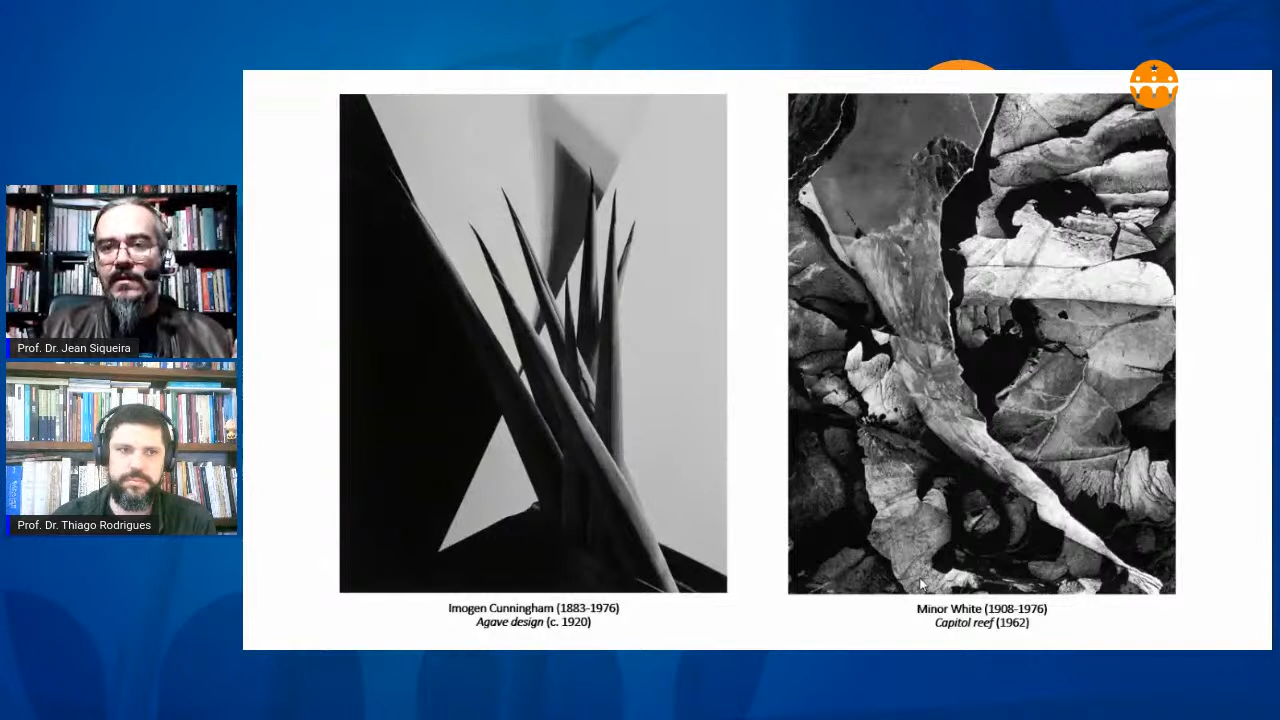 Prof. Dr. Jean Siqueira
Prof. Dr. Thiago Rodrigues
Imogen Cunningham (1883-1976)
Agave design (c. 1920)
Minor White (1908-1976)
Capitol reef (1962)